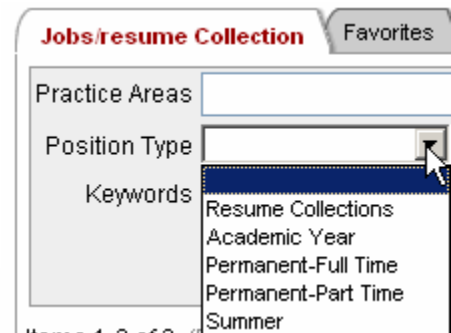 Jobs/resume Collection Favorites
Practice Areas
Position Type
Keywords
Resume Collections
Academic Year
Permanent-Full Time
Permanent-Part Time
Summer